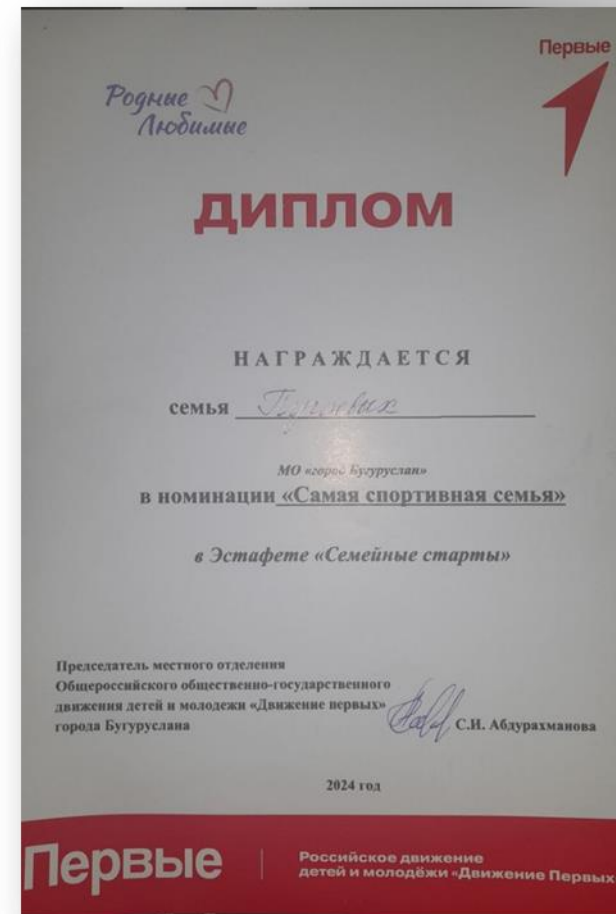 Первые
Родные
Любимые
ДИПЛОМ
НАГРАЖДАЕТСЯ
семья
МО «город Бугуруслан»
в номинации «Самая спортивная семья»
в Эстафете «Семейные старты»
Председатель местного отделения
Общероссийского общественно-государственного
движения детей и молодежи «Движение первых»
города Бугуруслана
С.И. Абдурахманова
2024 год
Первые
Российское движение
детей и молодёжи «Движение Первых